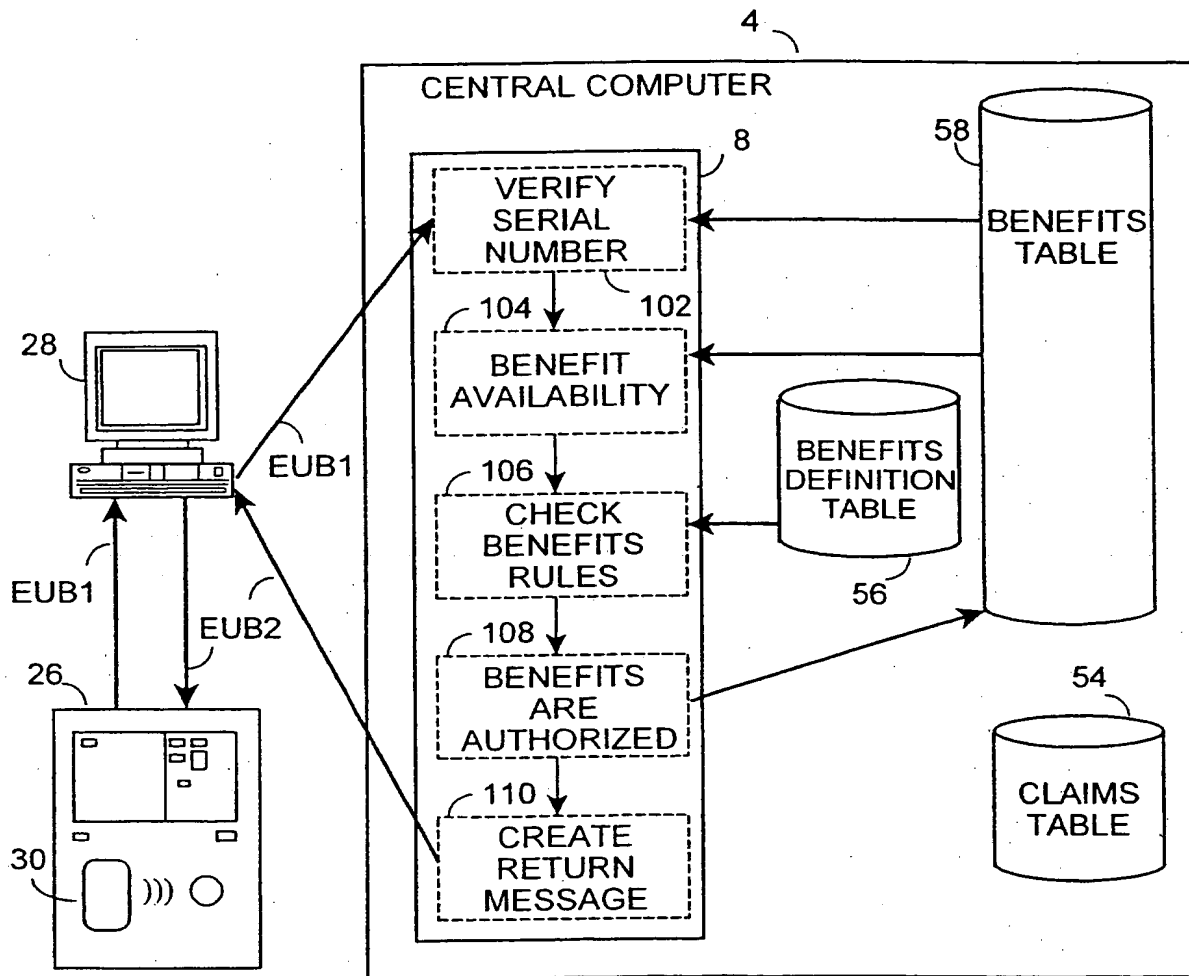 4
CENTRAL COMPUTER
8
58
VERIFY
SERIAL
NUMBER
BENEFITS
TABLE
102
104
BENEFIT
AVAILABILITY
28
EUB1
BENEFITS
DEFINITION
TABLE
56
106
CHECK
BENEFITS
RULES
EUB1
EUB2
108
BENEFITS
ARE
AUTHORIZED
26
54
CLAIMS
TABLE
110
CREATE
RETURN
MESSAGE
30